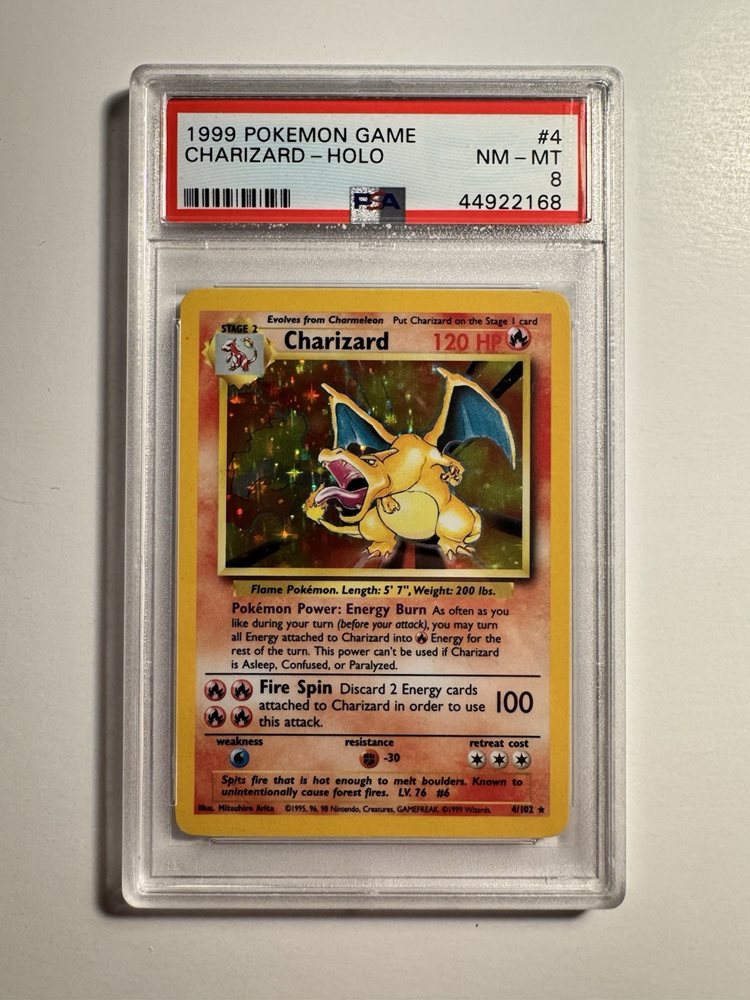 1999 POKEMON GAME #4
CHARIZARD – HOLO NM – MT
8
PSA 44922168
Evolves from Charmeleon Put Charizard on the Stage 1 card
STAGE 2
Charizard 120 HP
Flame Pokémon. Length: 5' 7", Weight: 200 lbs.
Pokémon Power: Energy Burn As often as you
like during your turn (before your attack), you may turn
all Energy attached to Charizard into Energy for the
rest of the turn. This power can't be used if Charizard
is Asleep, Confused, or Paralyzed.
Fire Spin Discard 2 Energy cards
attached to Charizard in order to use 100
this attack.
weakness resistance retreat cost
-30
Spits fire that is hot enough to melt boulders. Known to
unintentionally cause forest fires. LV. 76 #6
Illus. Mitsuhiro Arita ©1995, 96, 98 Nintendo, Creatures, GAMEFREAK. ©1999 Wizards. 4/102 ★